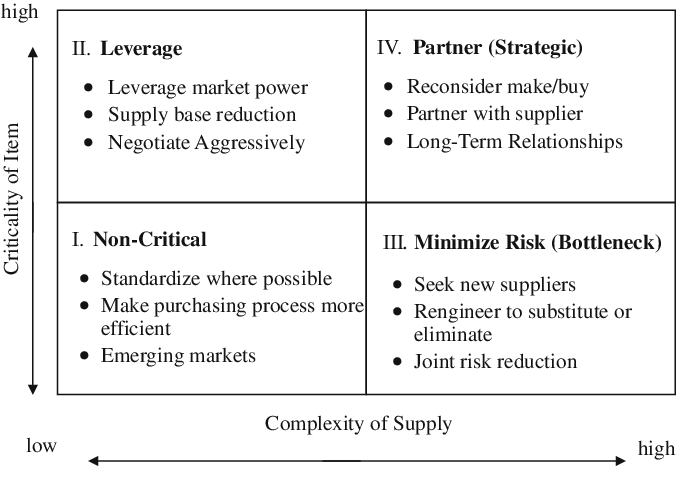 high
II. Leverage
● Leverage market power
● Supply base reduction
● Negotiate Aggressively
IV. Partner (Strategic)
● Reconsider make/buy
● Partner with supplier
● Long-Term Relationships
Criticality of Item
I. Non-Critical
● Standardize where possible
● Make purchasing process more
efficient
● Emerging markets
III. Minimize Risk (Bottleneck)
● Seek new suppliers
● Rengineer to substitute or
eliminate
● Joint risk reduction
Complexity of Supply
low
high